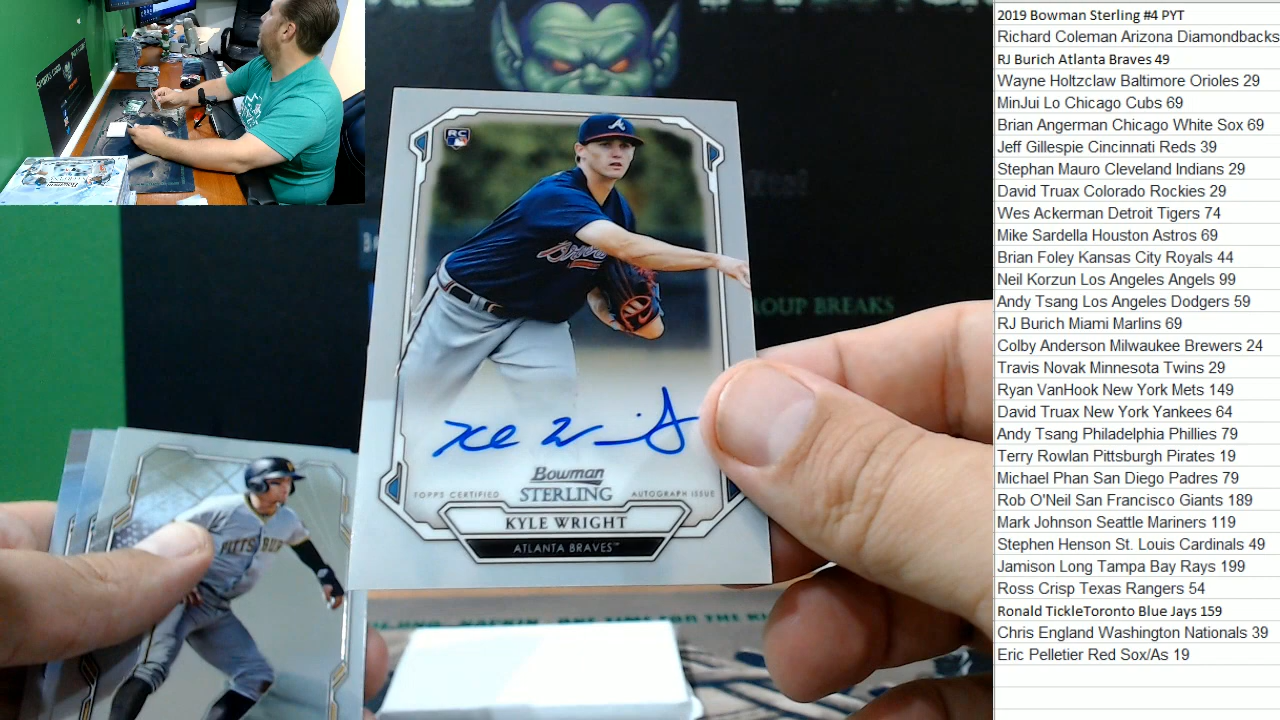 2019 Bowman Sterling #4 PYT
Richard Coleman Arizona Diamondbacks
RJ Burich Atlanta Braves 49
Wayne Holtzclaw Baltimore Orioles 29
MinJui Lo Chicago Cubs 69
Brian Angerman Chicago White Sox 69
Jeff Gillespie Cincinnati Reds 39
Stephan Mauro Cleveland Indians 29
David Truax Colorado Rockies 29
Wes Ackerman Detroit Tigers 74
Mike Sardella Houston Astros 69
Brian Foley Kansas City Royals 44
Neil Korzun Los Angeles Angels 99
Andy Tsang Los Angeles Dodgers 59
RJ Burich Miami Marlins 69
Colby Anderson Milwaukee Brewers 24
Travis Novak Minnesota Twins 29
Ryan VanHook New York Mets 149
David Truax New York Yankees 64
Andy Tsang Philadelphia Phillies 79
Terry Rowlan Pittsburgh Pirates 19
Michael Phan San Diego Padres 79
Rob O'Neil San Francisco Giants 189
Mark Johnson Seattle Mariners 119
Stephen Henson St. Louis Cardinals 49
Jamison Long Tampa Bay Rays 199
Ross Crisp Texas Rangers 54
Ronald TickleToronto Blue Jays 159
Chris England Washington Nationals 39
Eric Pelletier Red Sox/As 19
RC
Braves
Bowman
STERLING
TOPPS CERTIFIED
AUTOGRAPH ISSUE
KYLE WRIGHT
ATLANTA BRAVES™
GROUP BREAKS